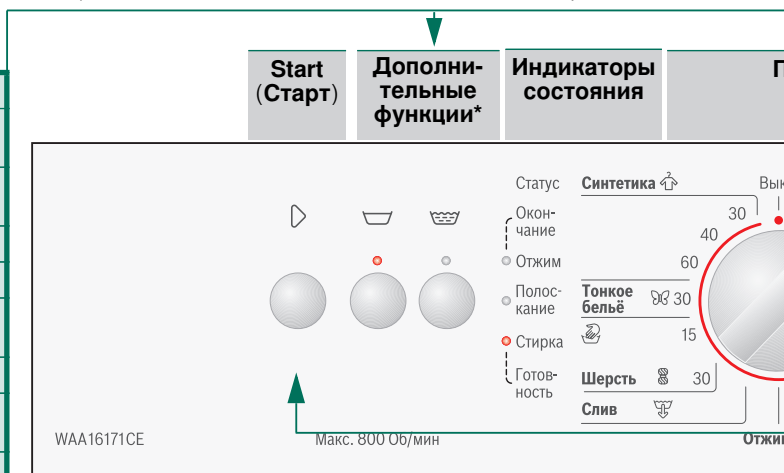 Start
(Старт)
Дополни-
тельные
функции*
Индикаторы
состояния
Статус
Окон-
чание
Отжим
Полос-
кание
Стирка
Готов-
ность
Синтетика
30
40
60
Тонкое
бельё
30
15
Шерсть
30
Слив
WAA16171CE
Макс. 800 Об/мин